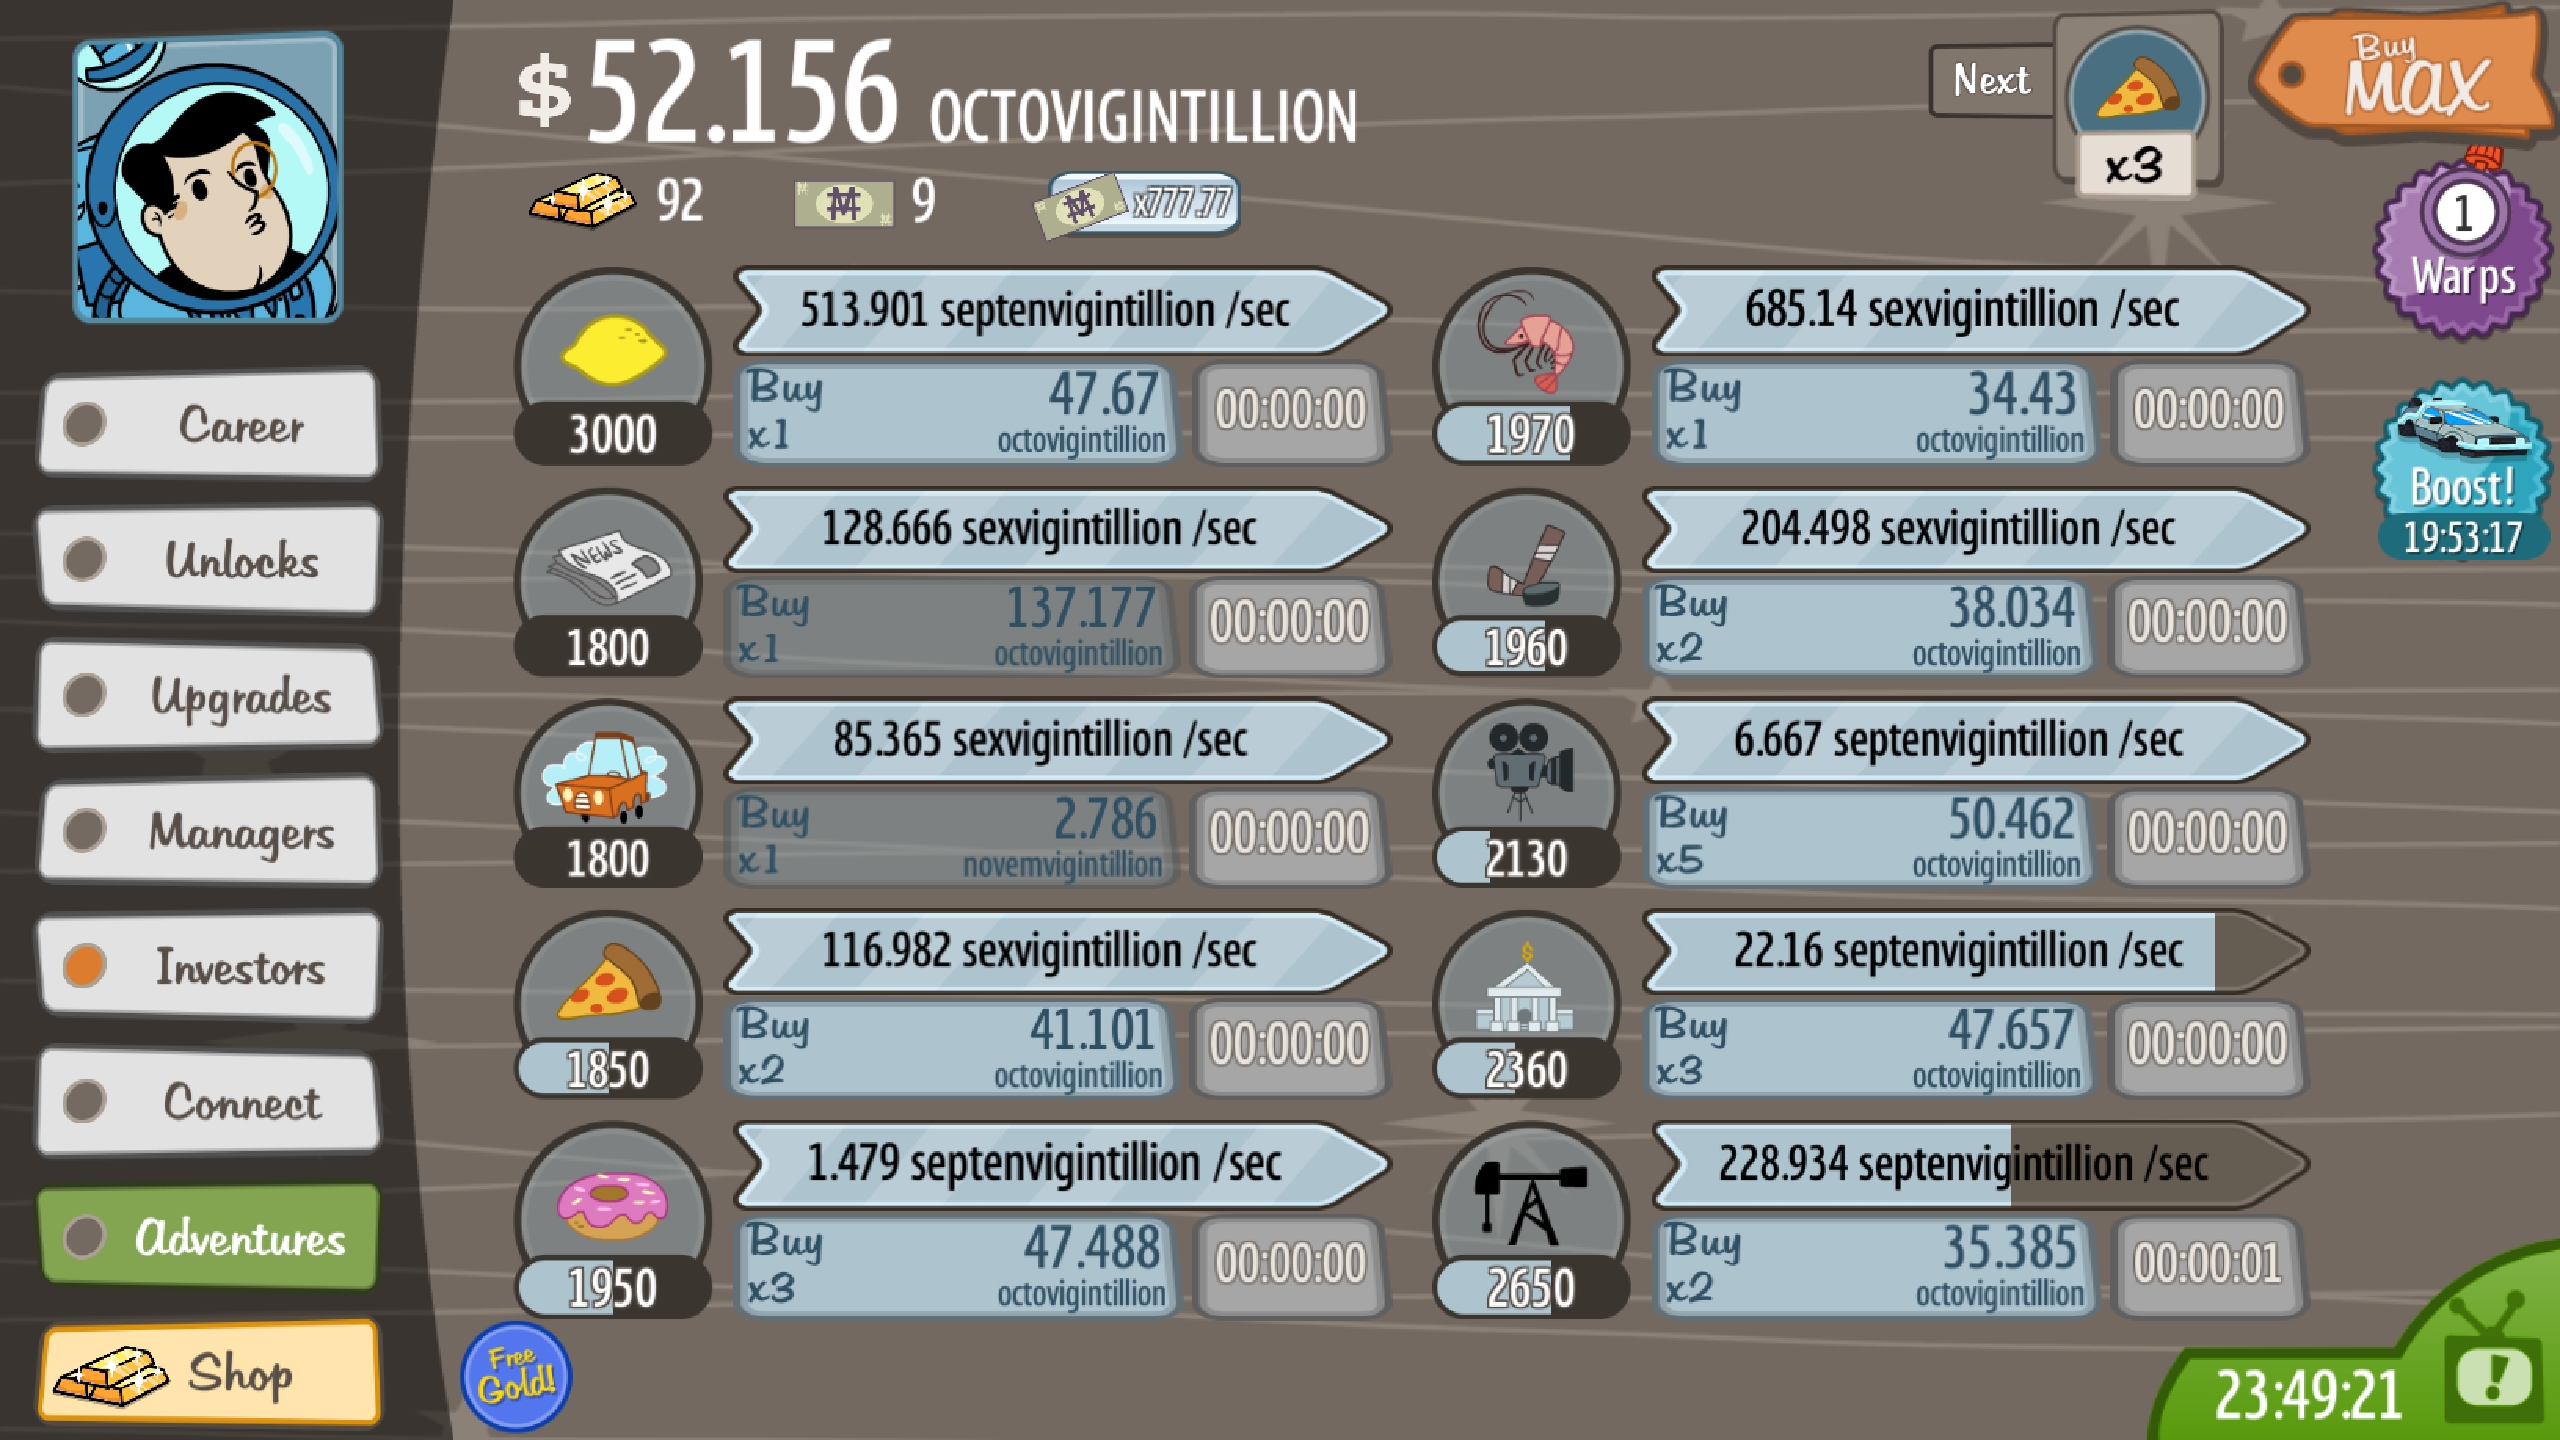 $52.156 OCTOVIGINTILLION
92
9
x777.77
Next
x3
Buy
MAX
1
Warps
Boost!
19:53:17
Career
Unlocks
Upgrades
Managers
Investors
Connect
Adventures
Shop
513.901 septenvigintillion /sec
3000
Buy
x1
47.67
octovigintillion
00:00:00
NEWS
128.666 sexvigintillion /sec
1800
Buy
x1
137.177
octovigintillion
00:00:00
85.365 sexvigintillion /sec
1800
Buy
x1
2.786
novemvigintillion
00:00:00
116.982 sexvigintillion /sec
1850
Buy
x2
41.101
octovigintillion
00:00:00
1.479 septenvigintillion /sec
1950
Buy
x3
47.488
octovigintillion
00:00:00
685.14 sexvigintillion /sec
1970
Buy
x1
34.43
octovigintillion
00:00:00
204.498 sexvigintillion /sec
1960
Buy
x2
38.034
octovigintillion
00:00:00
6.667 septenvigintillion /sec
2130
Buy
x5
50.462
octovigintillion
00:00:00
$
22.16 septenvigintillion /sec
2360
Buy
x3
47.657
octovigintillion
00:00:00
228.934 septenvigintillion /sec
2650
Buy
x2
35.385
octovigintillion
00:00:01
Free
Gold!
23:49:21
!